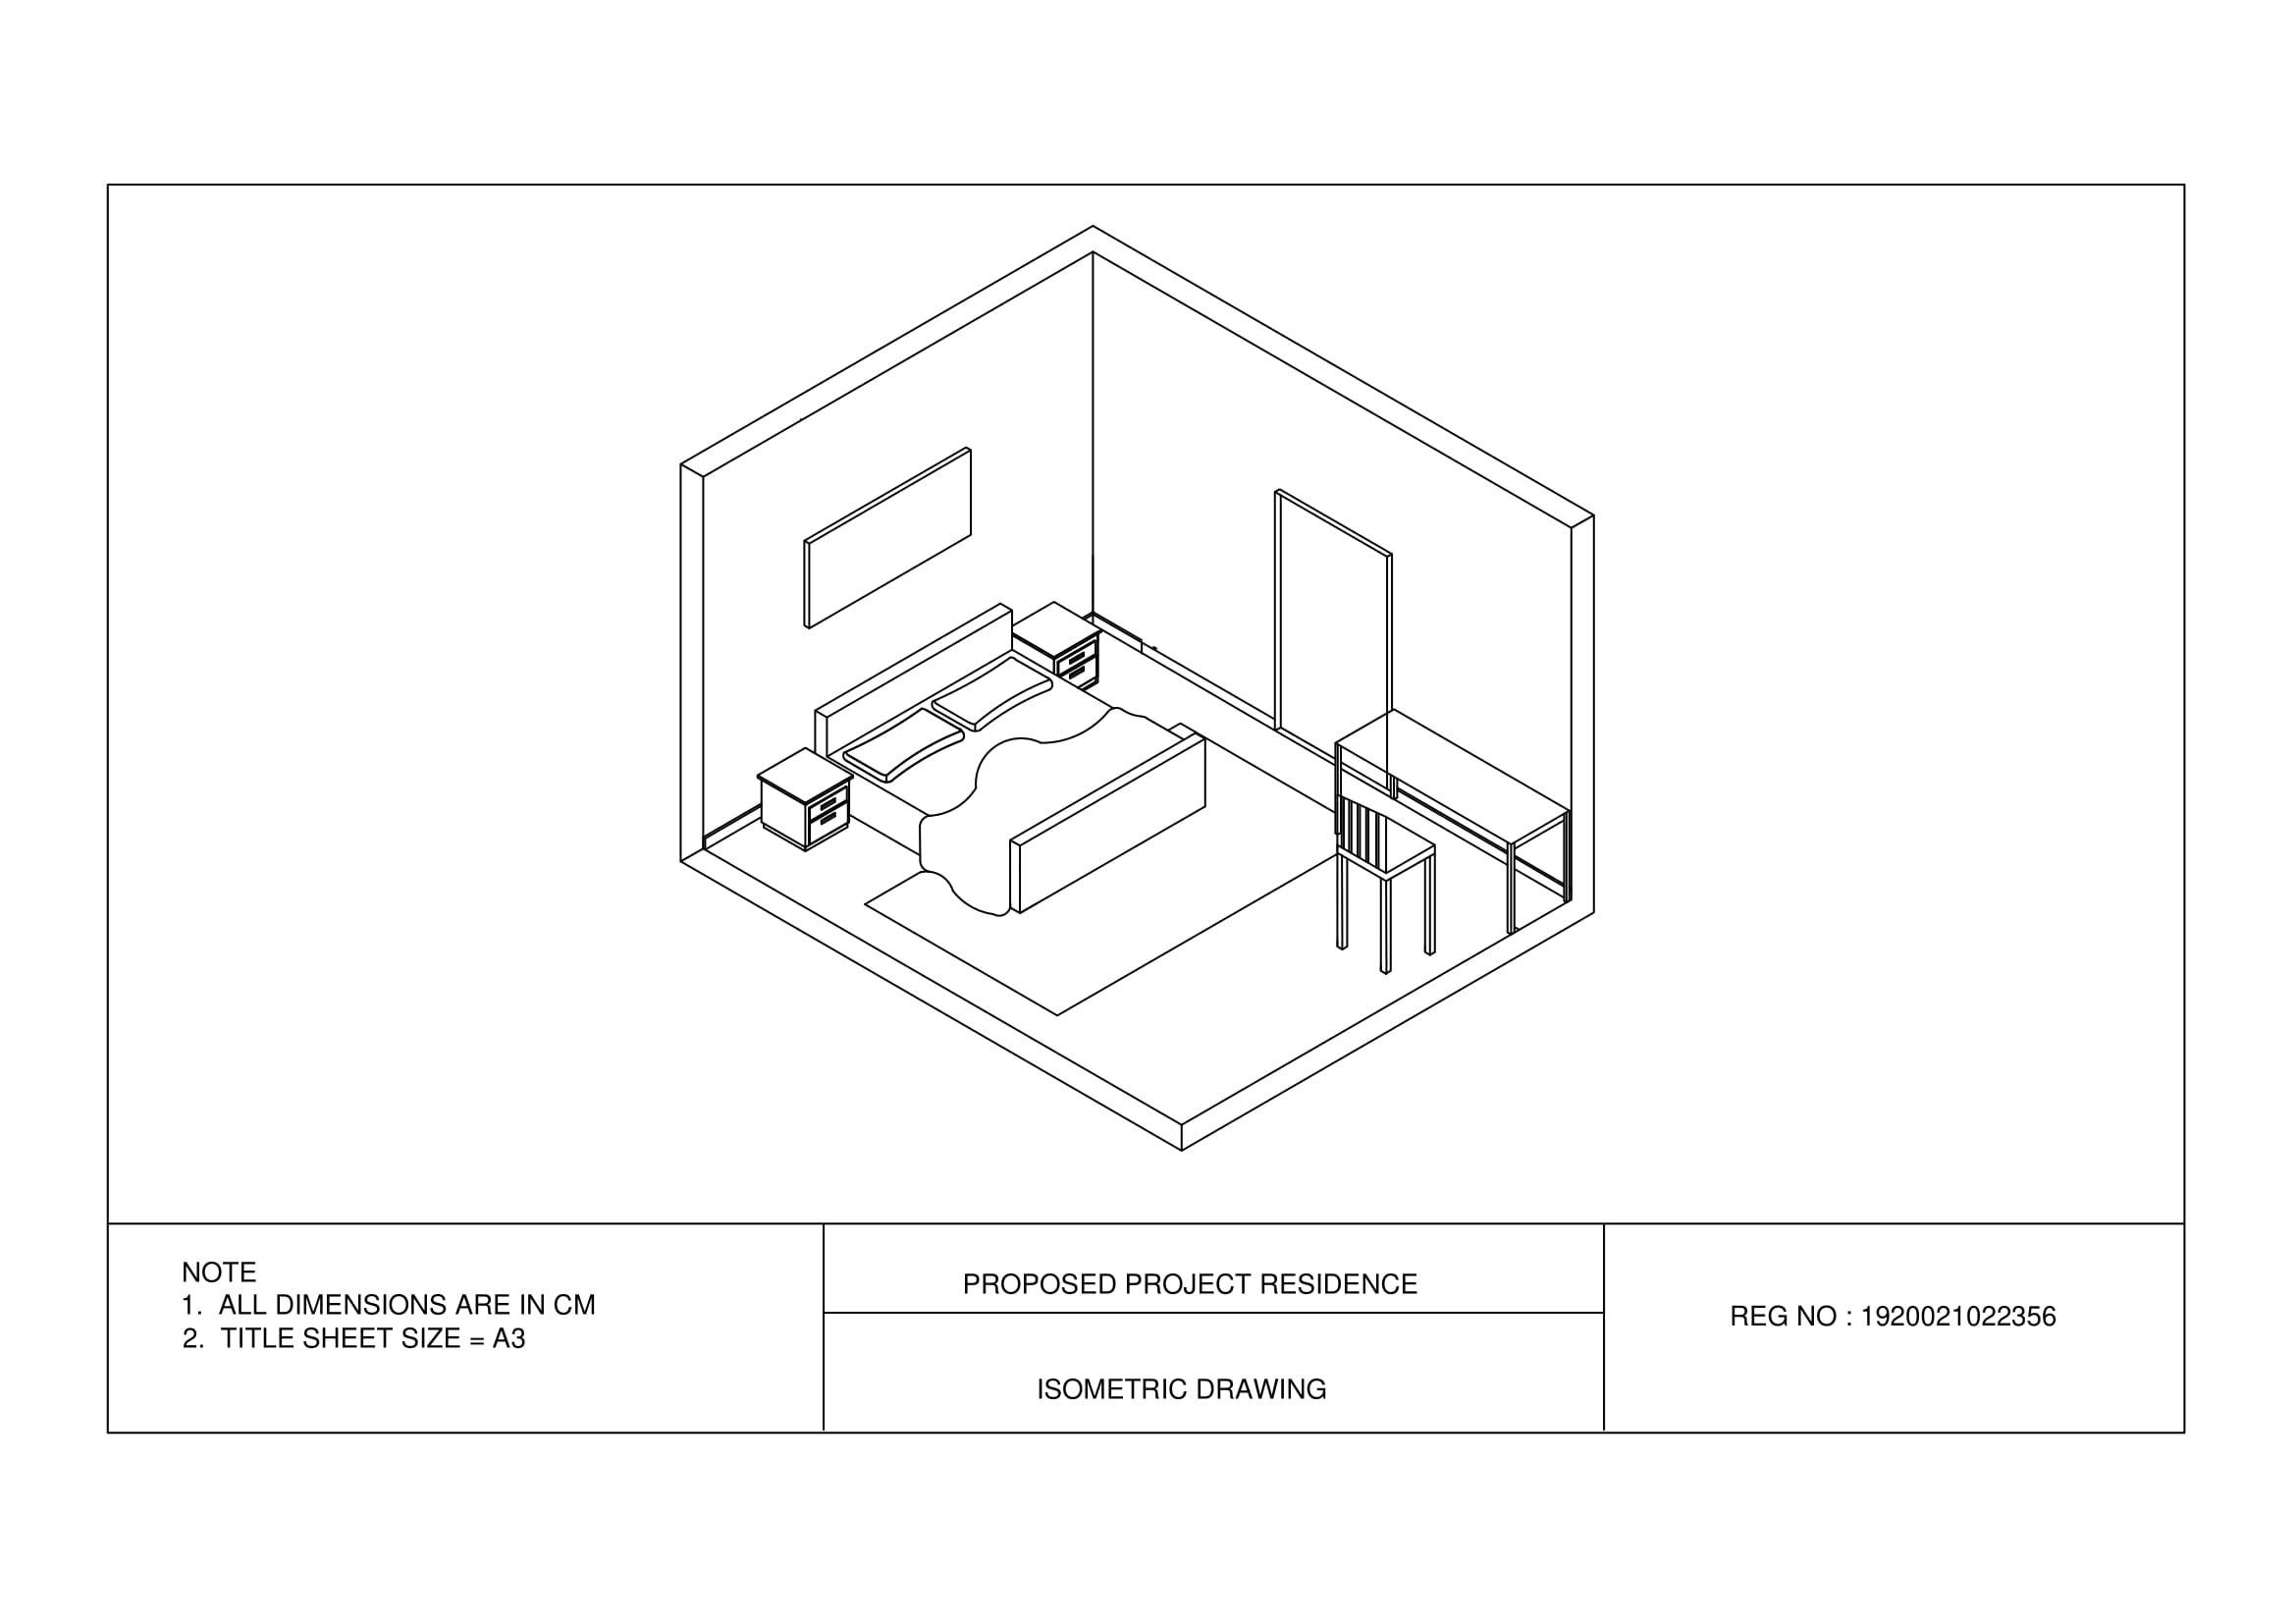 NOTE
1. ALL DIMENSIONS ARE IN CM
2. TITLE SHEET SIZE = A3
PROPOSED PROJECT RESIDENCE
ISOMETRIC DRAWING
REG NO : 1920021022356